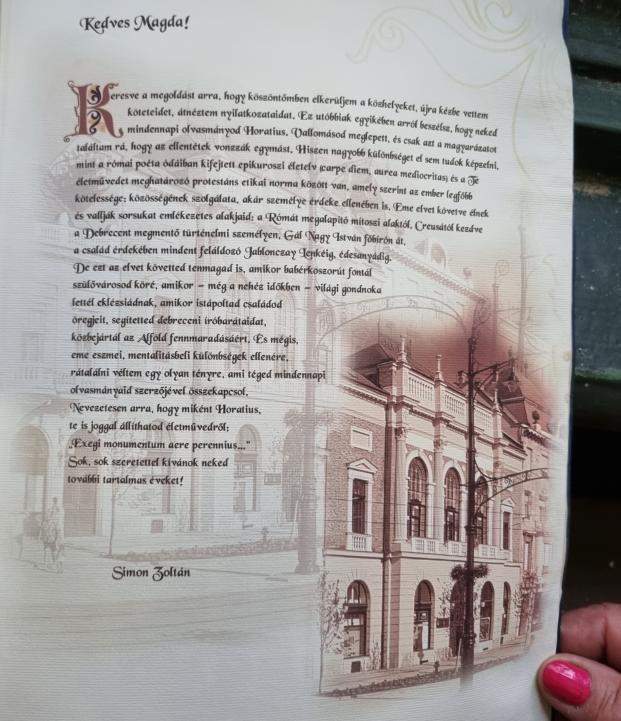 Kedves Magda!
Keresve a megoldást arra, hogy köszöntőmben elkerüljem a közhelyeket, újra kézbe vettem
köteteidet, átnéztem nyilatkozataidat. Ez utóbbiak egyikében arról beszélsz, hogy neked
mindennapi olvasmányod Horatius. Vallomásod meglepett, és csak azt a magyarázatot
találtam rá, hogy az ellentétek vonzzák egymást. Hiszen nagyobb különbséget el sem tudok képzelni,
mint a római poéta ódáiban kifejtett epikuroszi életelv (carpe diem, aurea mediocritas) és a Te
életművedet meghatározó protestáns etikai norma között van, amely szerint az ember legfőbb
kötelessége: közösségének szolgálata, akár személye érdeke ellenében is. Eme elvet követve élnek
és vallják sorsukat emlékezetes alakjaid: a Rómát megalapító mítoszi alaktól, Creusától kezdve
a Debrecent megmentő történelmi személyen, Gál Nagy István főbírón át,
a család érdekében mindent feláldozó Jablonczay Lenkéig, édesanyádig.
De ezt az elvet követted tenmagad is, amikor babérkoszorút fontál
szülővárosod köré, amikor – még a nehéz időkben – világi gondnoka
lettél eklézsiádnak, amikor istápoltad családod
öregjeit, segítetted debreceni íróbarátaidat,
közbejártál az Alföld fennmaradásáért. És mégis,
eme eszmei, mentalitásbeli különbségek ellenére,
rátalálni véltem egy olyan tényre, ami téged mindennapi
olvasmányaid szerzőjével összekapcsol.
Nevezetesen arra, hogy miként Horatius,
te is joggal állíthatod életművedről:
„Exegi monumentum aere perennius..."
Sok, sok szeretettel kívánok neked
további tartalmas éveket!
Simon Zoltán